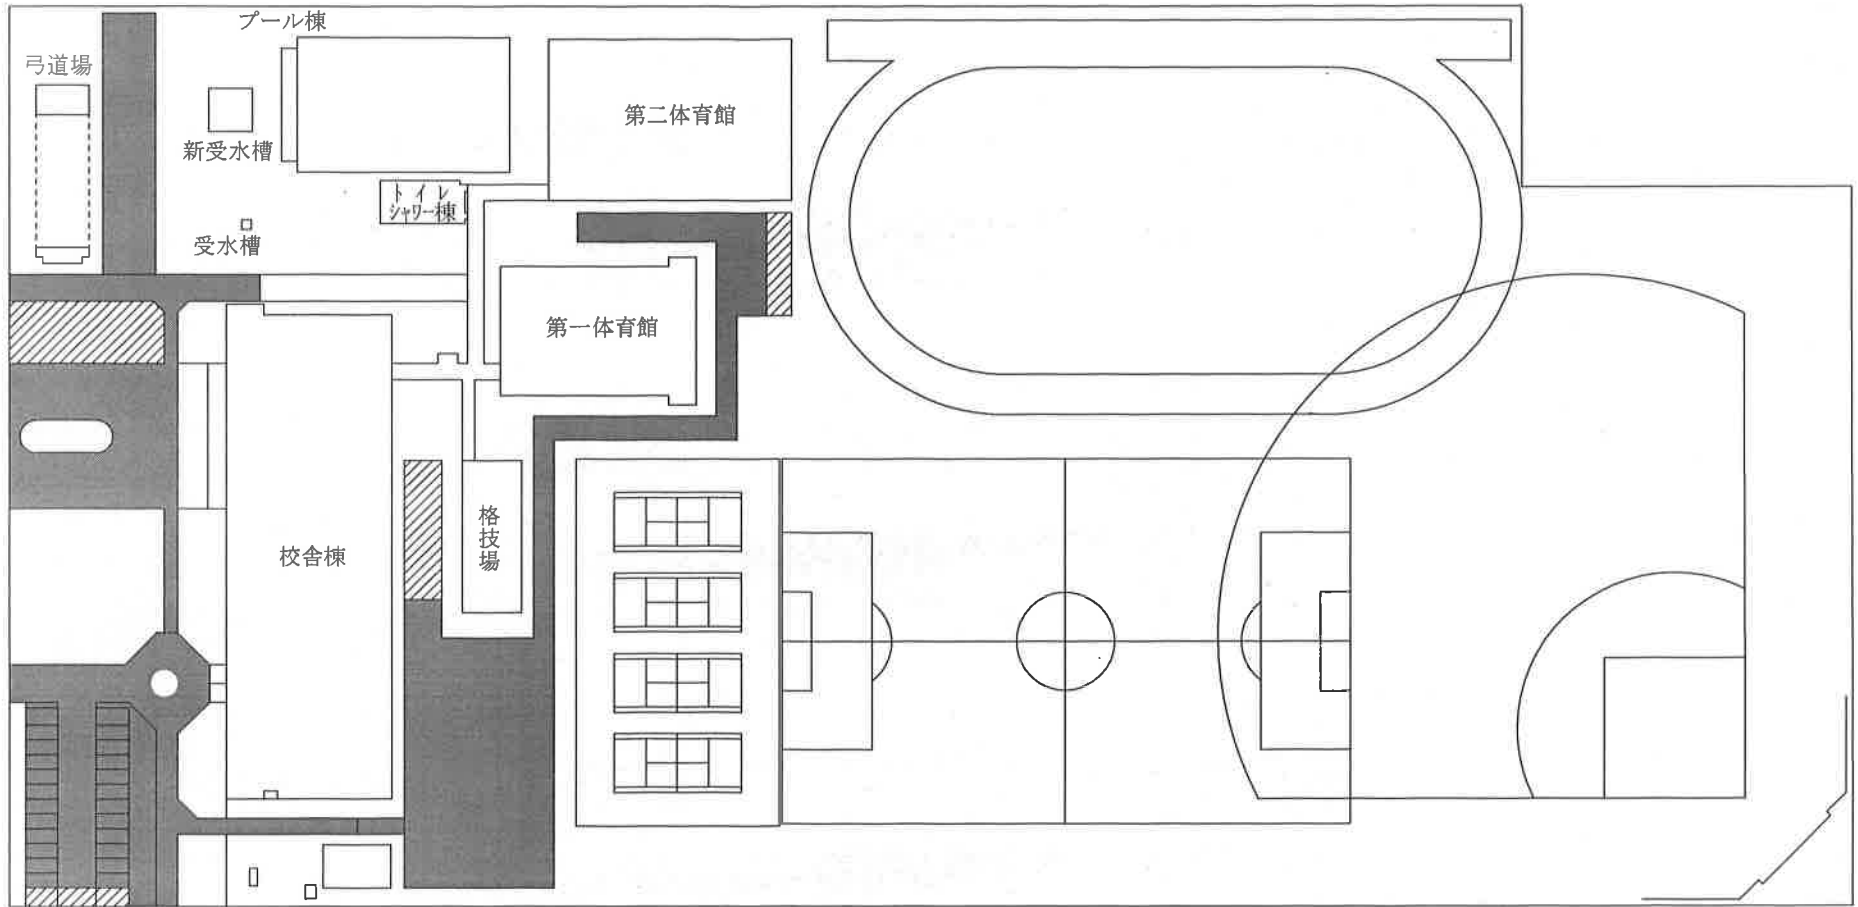 プール棟
弓道場
第二体育館
新受水槽
トイレ
シャワー棟
受水槽
第一体育館
格技場
校舎棟